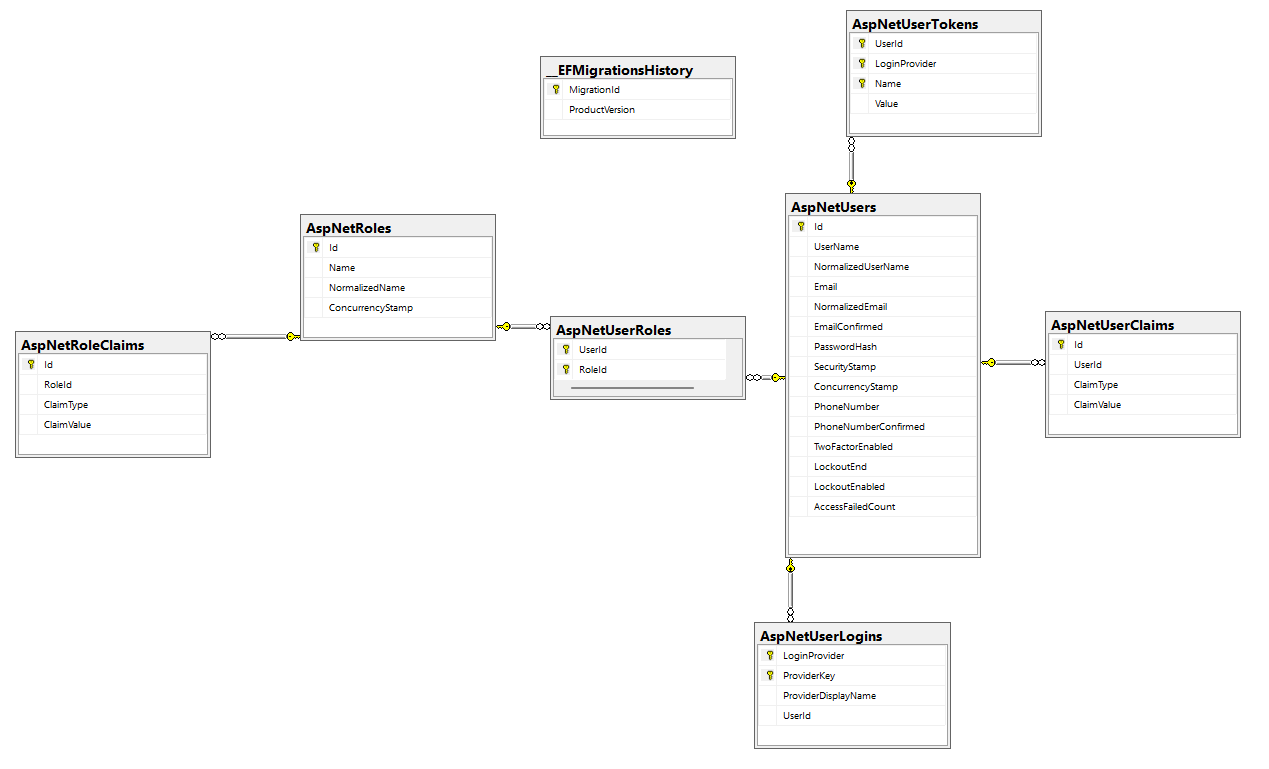 AspNetUserTokens
UserId
LoginProvider
Name
Value
__EFMigrationsHistory
MigrationId
ProductVersion
AspNetUsers
Id
UserName
NormalizedUserName
Email
NormalizedEmail
EmailConfirmed
PasswordHash
SecurityStamp
ConcurrencyStamp
PhoneNumber
PhoneNumberConfirmed
TwoFactorEnabled
LockoutEnd
LockoutEnabled
AccessFailedCount
AspNetRoles
Id
Name
NormalizedName
ConcurrencyStamp
AspNetUserRoles
UserId
RoleId
AspNetRoleClaims
Id
RoleId
ClaimType
ClaimValue
AspNetUserClaims
Id
UserId
ClaimType
ClaimValue
AspNetUserLogins
LoginProvider
ProviderKey
ProviderDisplayName
UserId